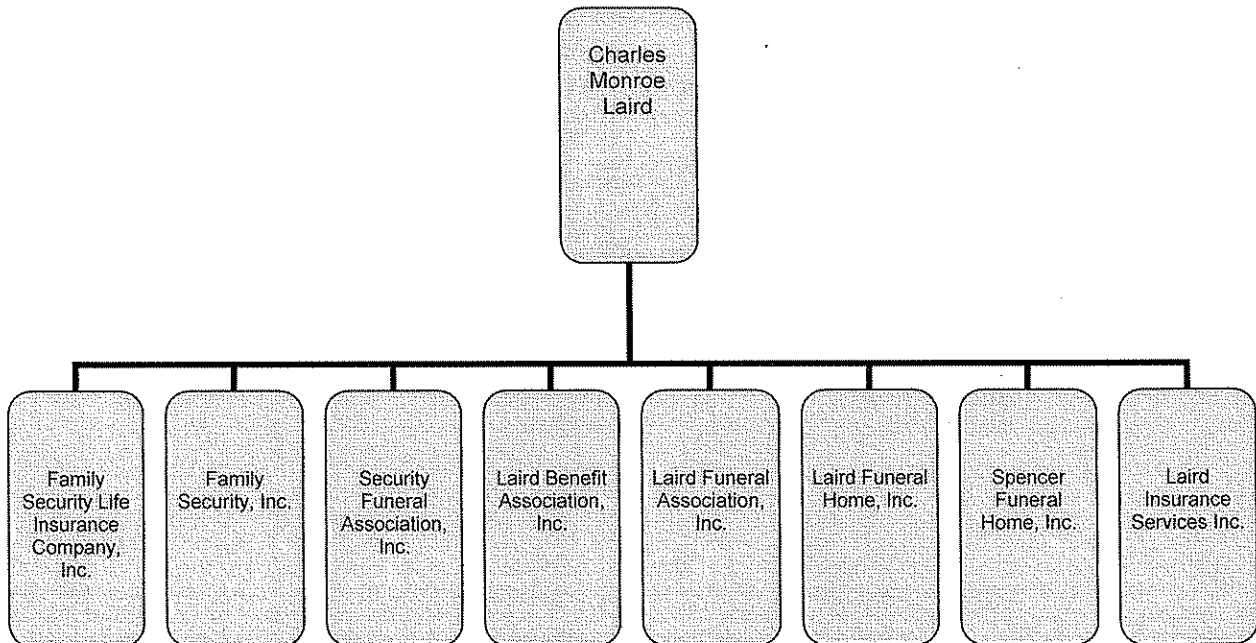 Charles
Monroe
Laird
Family
Security Life
Insurance
Company,
Inc.
Family
Security, Inc.
Security
Funeral
Association,
Inc.
Laird Benefit
Association,
Inc.
Laird Funeral
Association,
Inc.
Laird Funeral
Home, Inc.
Spencer
Funeral
Home, Inc.
Laird
Insurance
Services Inc.